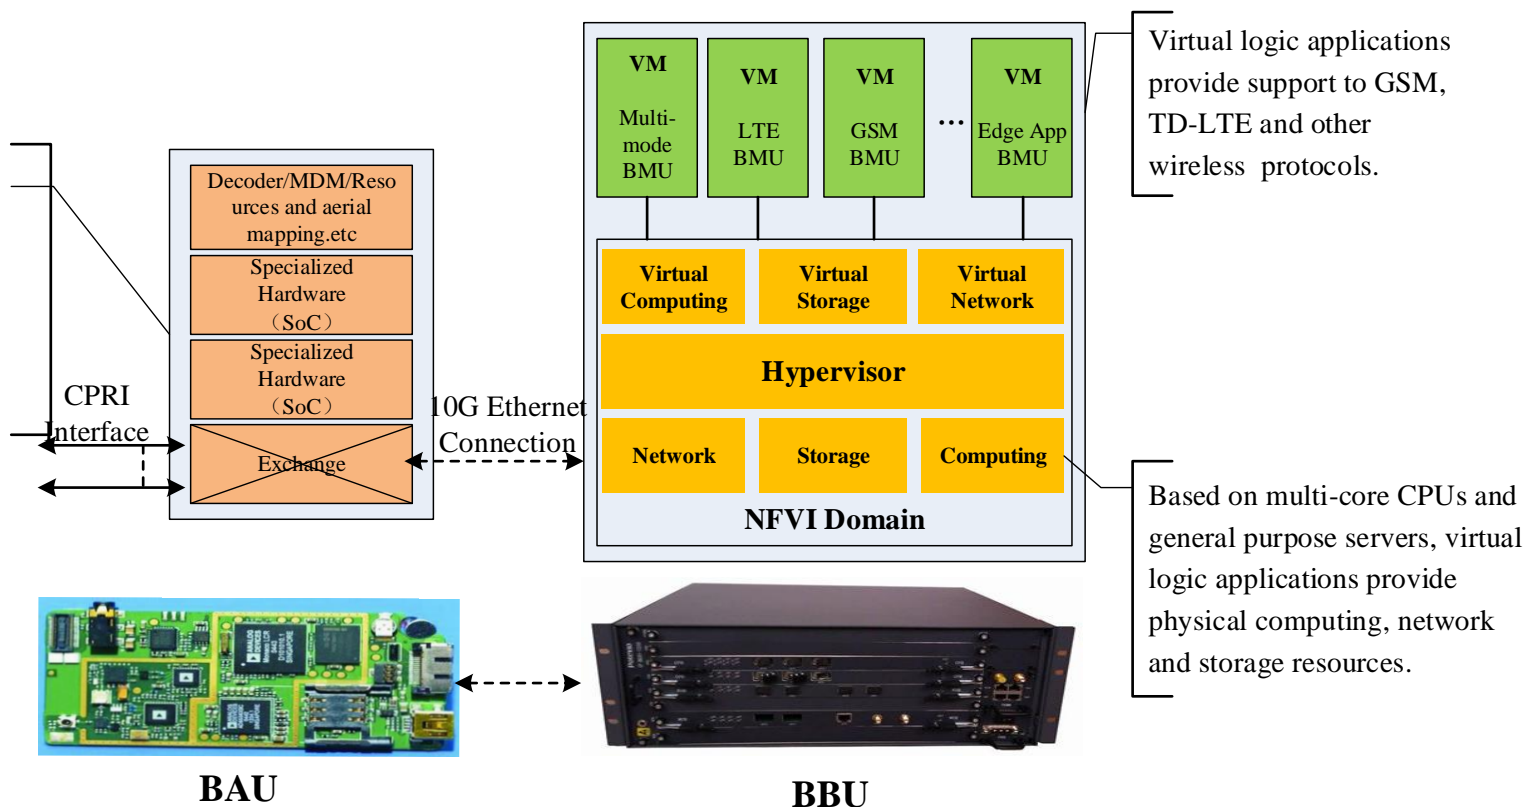 Decoder/MDM/Reso
urces and aerial
mapping.etc
Specialized
Hardware
（SoC）
Specialized
Hardware
（SoC）
Exchange
CPRI
Interface
10G Ethernet
Connection
VM
Multi-
mode
BMU
VM
LTE
BMU
VM
GSM
BMU
...
VM
Edge App
BMU
Virtual
Computing
Virtual
Storage
Virtual
Network
Hypervisor
Network
Storage
Computing
NFVI Domain
Virtual logic applications
provide support to GSM,
TD-LTE and other
wireless protocols.
Based on multi-core CPUs and
general purpose servers, virtual
logic applications provide
physical computing, network
and storage resources.
ANALOG
DEVICES
SINGAPORE
BAU
BBU